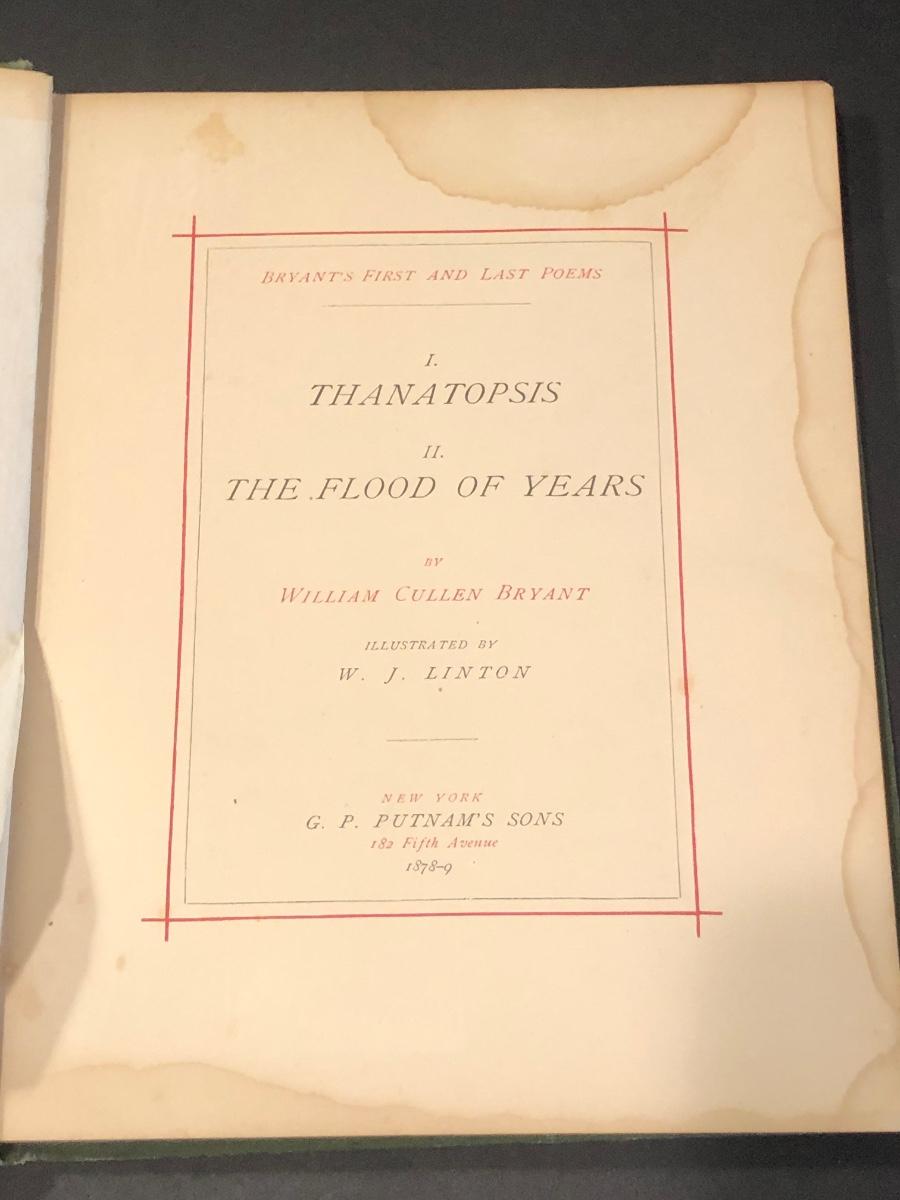 BRYANT'S FIRST AND LAST POEMS
I.
THANATOPSIS
II.
THE FLOOD OF YEARS
BY
WILLIAM CULLEN BRYANT
ILLUSTRATED BY
W. J. LINTON
NEW YORK
G. P. PUTNAM'S SONS
182 Fifth Avenue
1878-9